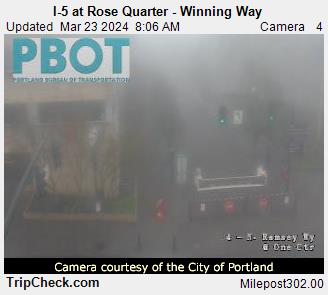 I-5 at Rose Quarter - Winning Way
Updated Mar 23 2024 8:06 AM Camera 4
PBOT
PORTLAND BUREAU OF TRANSPORTATION
4 - N. Ramsey Wy
@ One Ctr
Camera courtesy of the City of Portland
TripCheck.com Milepost302.00